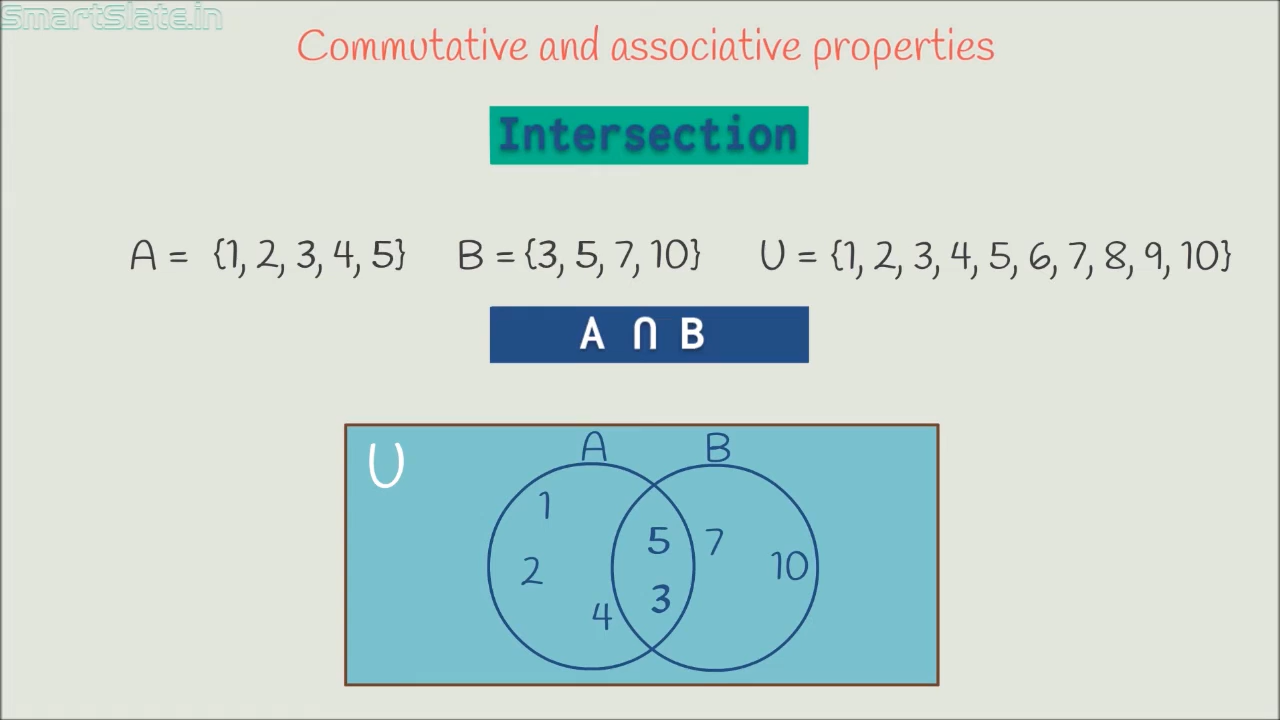 SmartSlate.in
Commutative and associative properties
Intersection
A = {1, 2, 3, 4, 5} B = {3, 5, 7, 10} U = {1, 2, 3, 4, 5, 6, 7, 8, 9, 10}
A ∩ B
A B
U
1
5 7
2 10
3
4